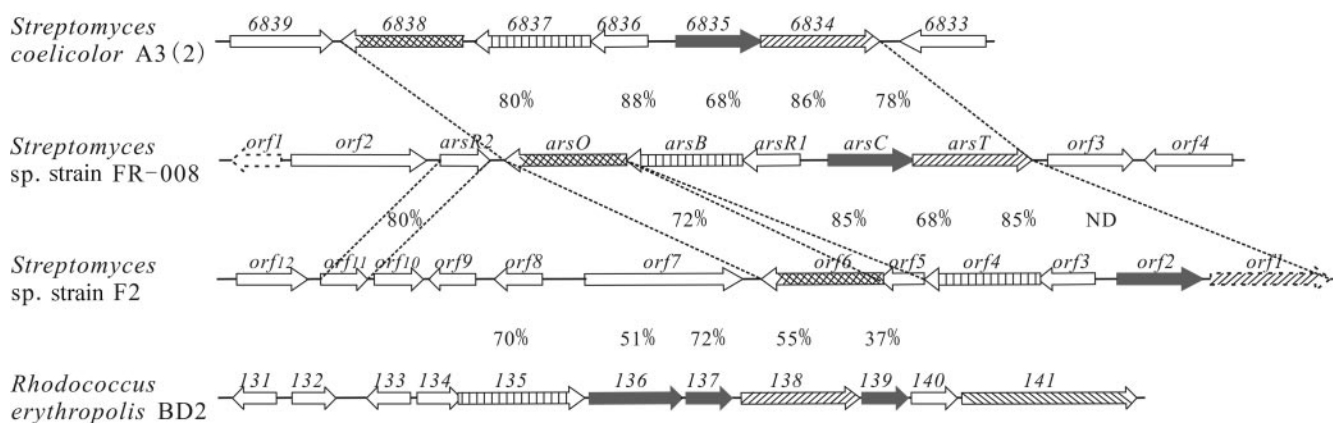 Streptomyces coelicolor A3(2)
6839 6838 6837 6836 6835 6834 6833
80% 88% 68% 86% 78%
Streptomyces sp. strain FR-008
orf1 orf2 arsR2 arsO arsB arsR1 arsC arsT orf3 orf4
80% 72% 85% 68% 85% ND
Streptomyces sp. strain F2
orf12 orf11 orf10 orf9 orf8 orf7 orf6 orf5 orf4 orf3 orf2 orf1
70% 51% 72% 55% 37%
Rhodococcus erythropolis BD2
131 132 133 134 135 136 137 138 139 140 141